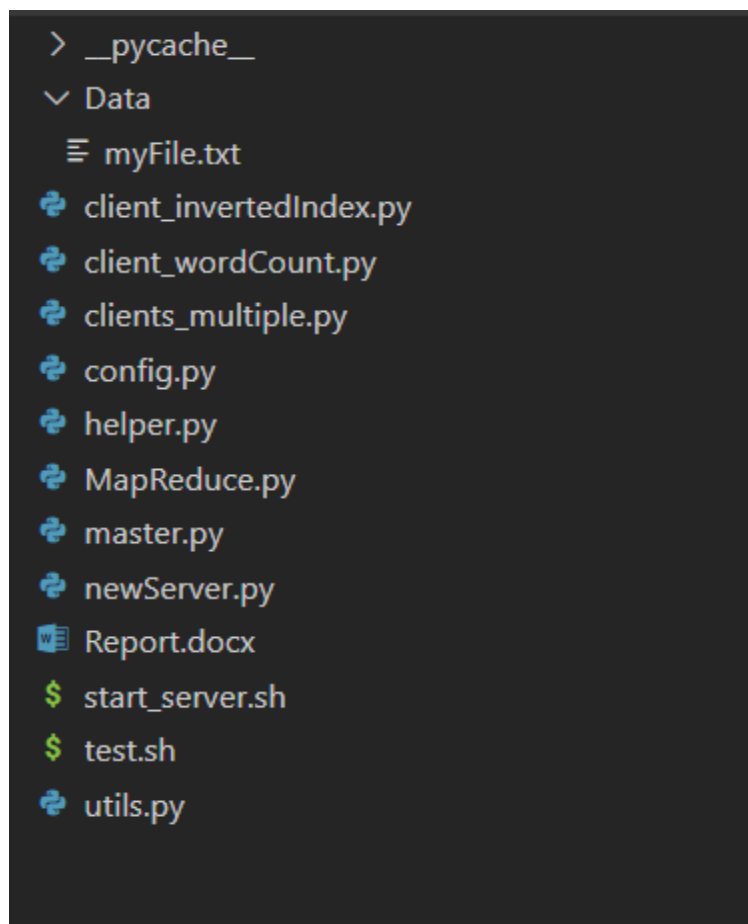 __pycache__
Data
myFile.txt
client_invertedIndex.py
client_wordCount.py
clients_multiple.py
config.py
helper.py
MapReduce.py
master.py
newServer.py
Report.docx
$ start_server.sh
$ test.sh
utils.py